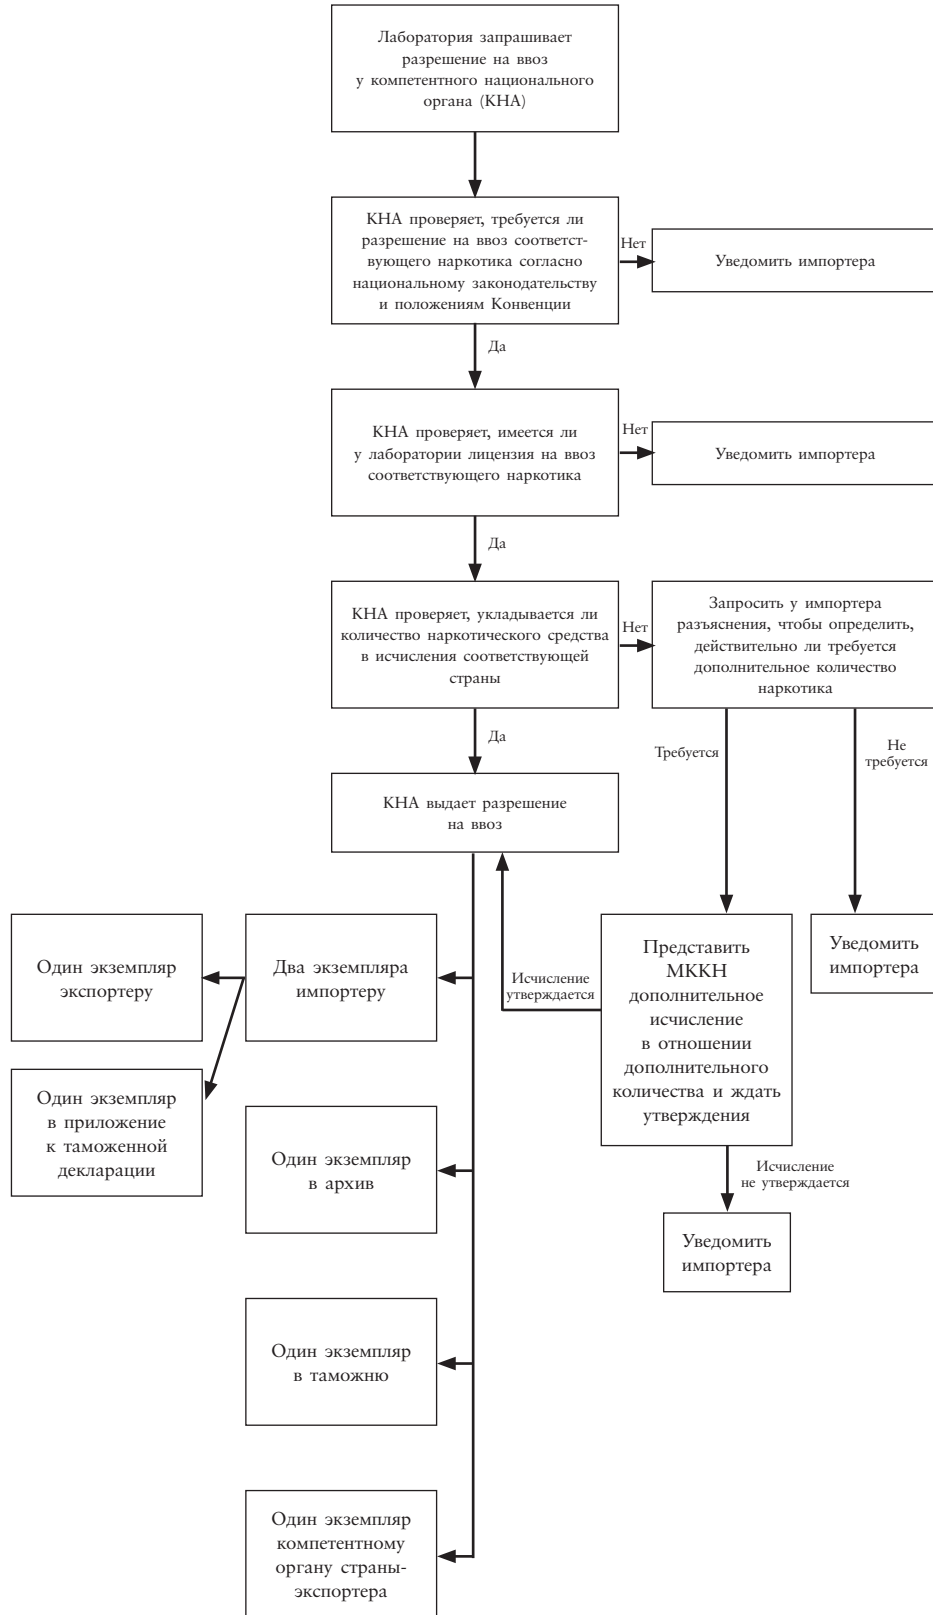 Лаборатория запрашивает
разрешение на ввоз
у компетентного национального
органа (КНА)
КНА проверяет, требуется ли
разрешение на ввоз соответст-
вующего наркотика согласно
национальному законодательству
и положениям Конвенции
Нет
Уведомить импортера
Да
КНА проверяет, имеется ли
у лаборатории лицензия на ввоз
соответствующего наркотика
Нет
Уведомить импортера
Да
КНА проверяет, укладывается ли
количество наркотического средства
в исчисления соответствующей
страны
Нет
Запросить у импортера
разъяснения, чтобы определить,
действительно ли требуется
дополнительное количество
наркотика
Да
Требуется
Не
требуется
КНА выдает разрешение
на ввоз
Один экземпляр
экспортеру
Два экземпляра
импортеру
Исчисление
утверждается
Представить
МККН
дополнительное
исчисление
в отношении
дополнительного
количества и ждать
утверждения
Уведомить
импортера
Один экземпляр
в приложение
к таможенной
декларации
Один экземпляр
в архив
Исчисление
не утверждается
Уведомить
импортера
Один экземпляр
в таможню
Один экземпляр
компетентному
органу страны-
экспортера